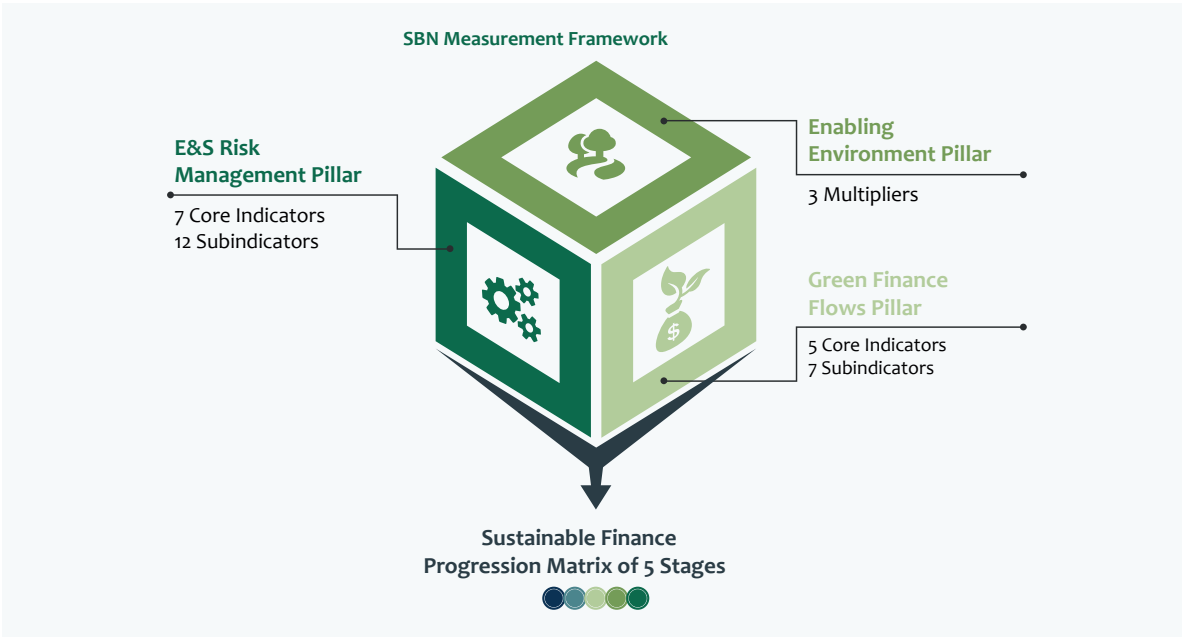 SBN Measurement Framework
E&S Risk
Management Pillar
7 Core Indicators
12 Subindicators
Enabling
Environment Pillar
3 Multipliers
Green Finance
Flows Pillar
5 Core Indicators
7 Subindicators
$
Sustainable Finance
Progression Matrix of 5 Stages